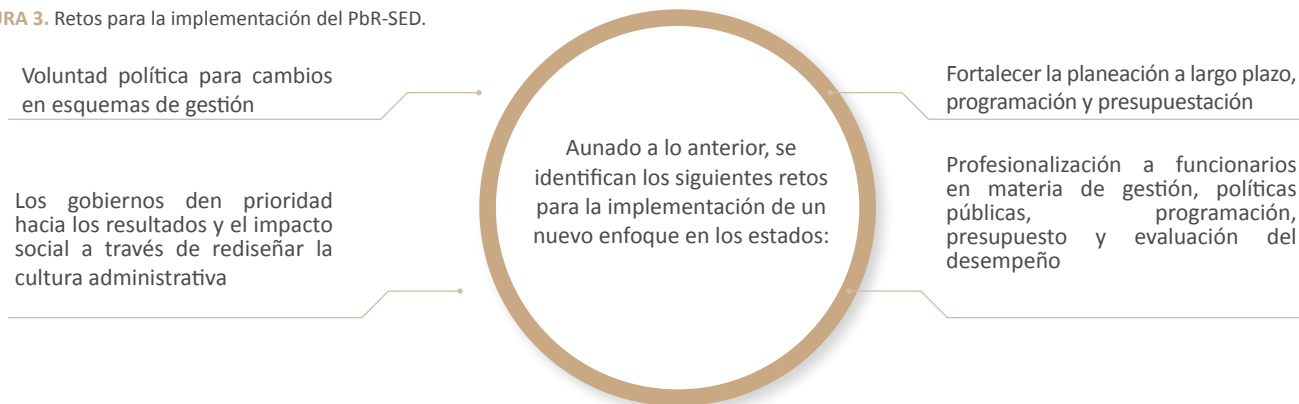 URA 3. Retos para la implementación del PbR-SED.
Voluntad política para cambios
en esquemas de gestión
Los gobiernos den prioridad
hacia los resultados y el impacto
social a través de rediseñar la
cultura administrativa
Aunado a lo anterior, se
identifican los siguientes retos
para la implementación de un
nuevo enfoque en los estados:
Fortalecer la planeación a largo plazo,
programación y presupuestación
Profesionalización a funcionarios
en materia de gestión, políticas
públicas, programación,
presupuesto y evaluación del
desempeño